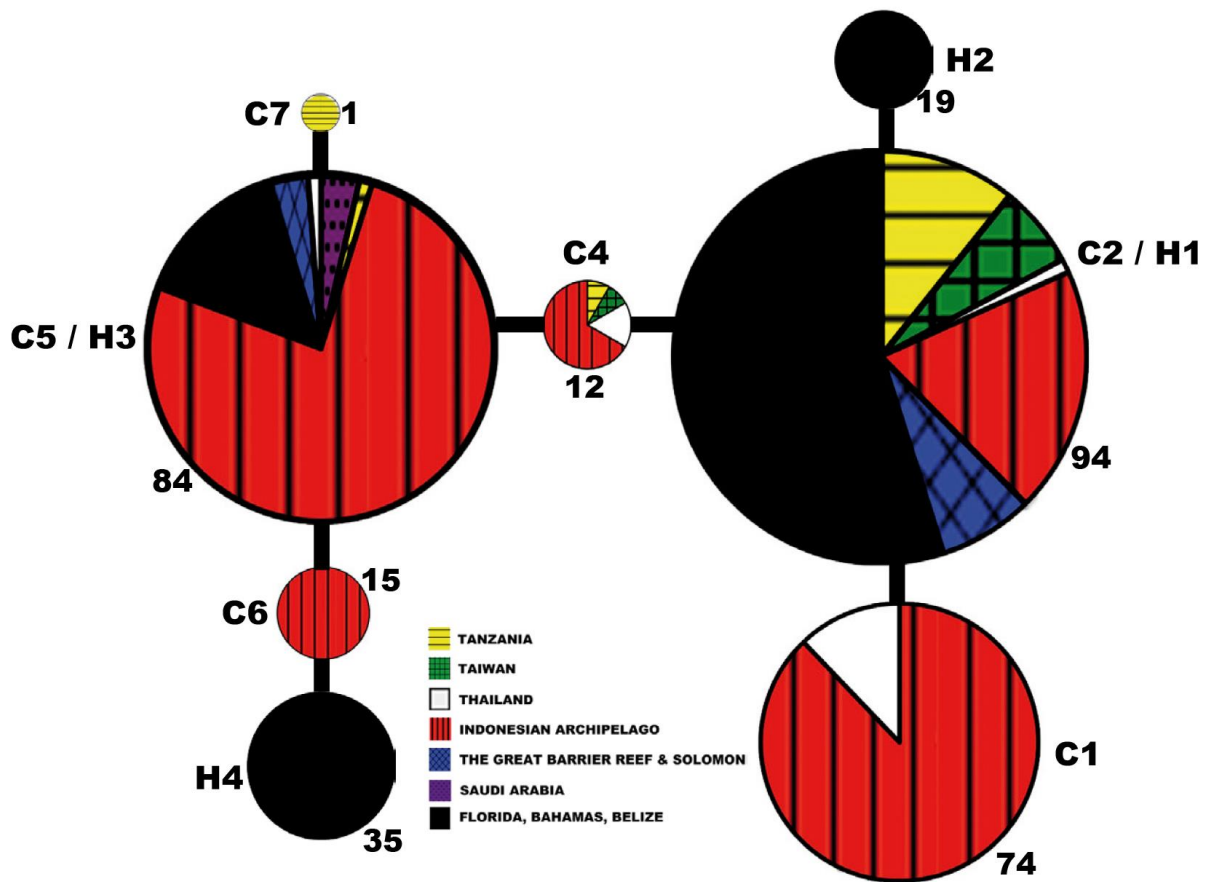 H2
19
C7
1
C4
C2 / H1
C5 / H3
12
94
84
15
C6
TANZANIA
TAIWAN
THAILAND
INDONESIAN ARCHIPELAGO
THE GREAT BARRIER REEF & SOLOMON
SAUDI ARABIA
FLORIDA, BAHAMAS, BELIZE
C1
H4
35
74